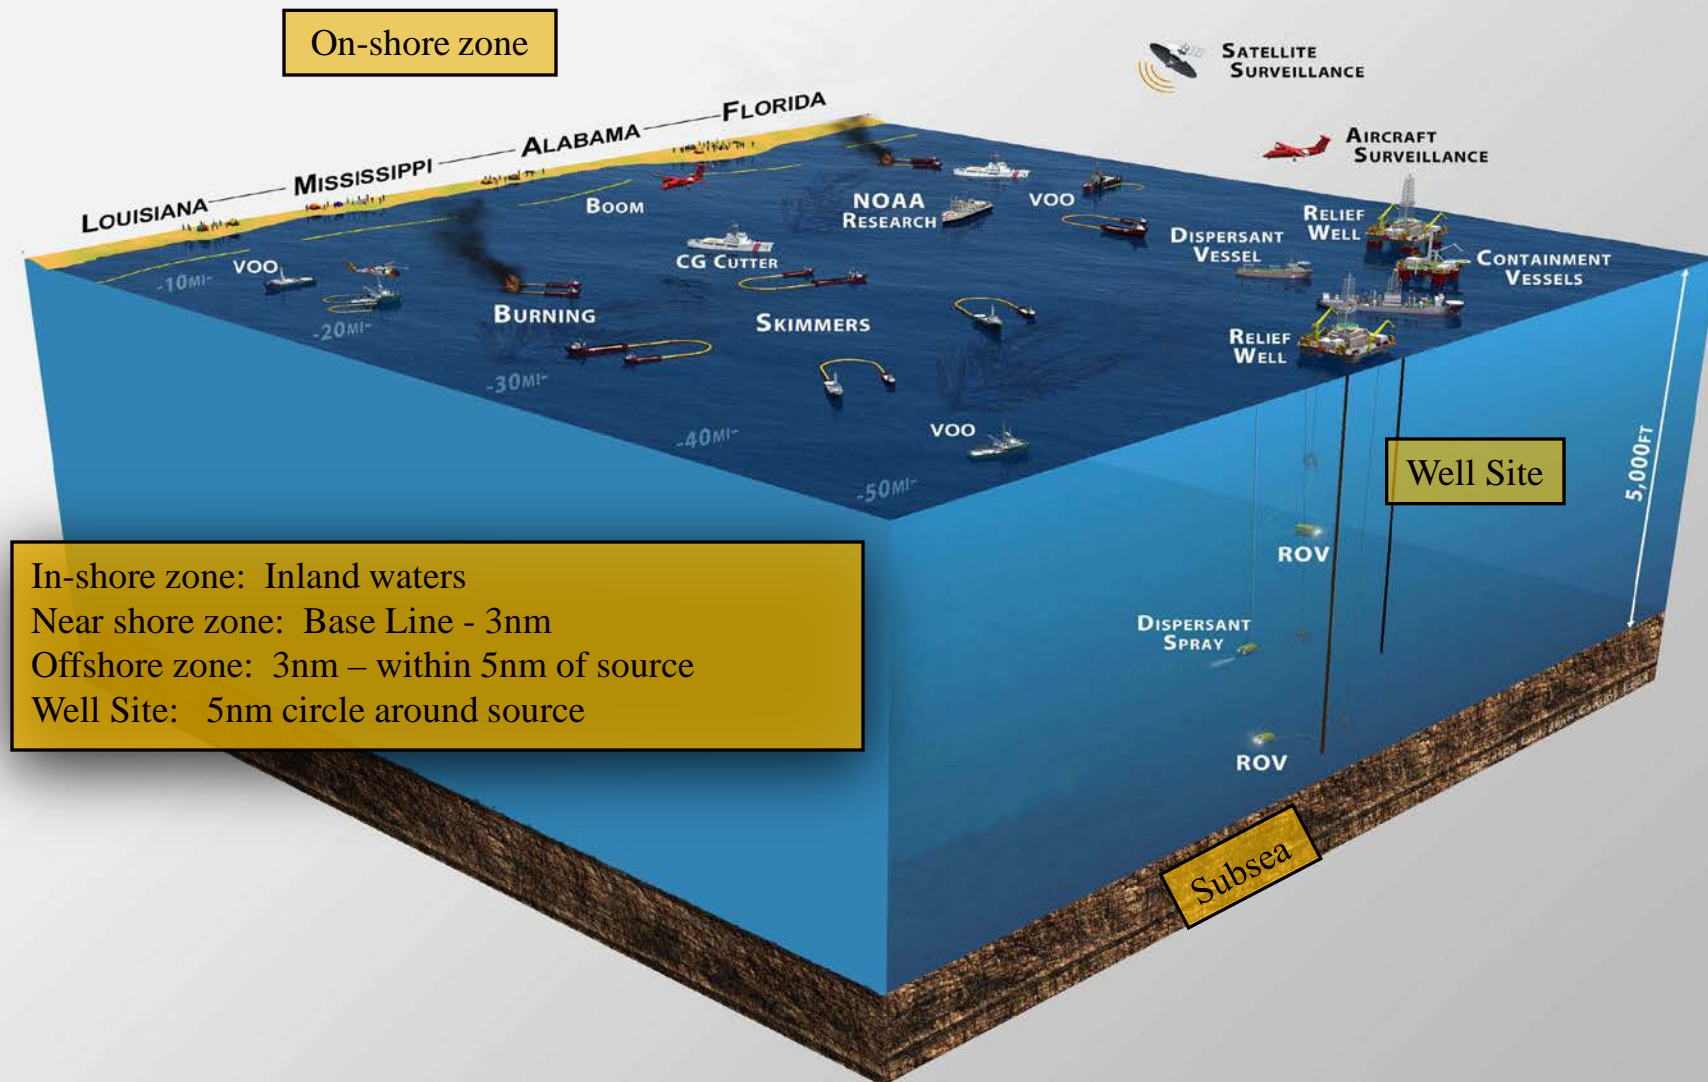 On-shore zone
SATELLITE
SURVEILLANCE
AIRCRAFT
SURVEILLANCE
LOUISIANA
MISSISSIPPI
ALABAMA
FLORIDA
BOOM
NOAA
RESEARCH
VOO
RELIEF
WELL
DISPERSANT
VESSEL
CONTAINMENT
VESSELS
VOO
CG CUTTER
-10MI-
-20MI-
BURNING
SKIMMERS
RELIEF
WELL
-30MI-
-40MI-
VOO
-50MI-
Well Site
5,000FT
ROV
In-shore zone: Inland waters
Near shore zone: Base Line - 3nm
Offshore zone: 3nm – within 5nm of source
Well Site: 5nm circle around source
DISPERSANT
SPRAY
ROV
Subsea